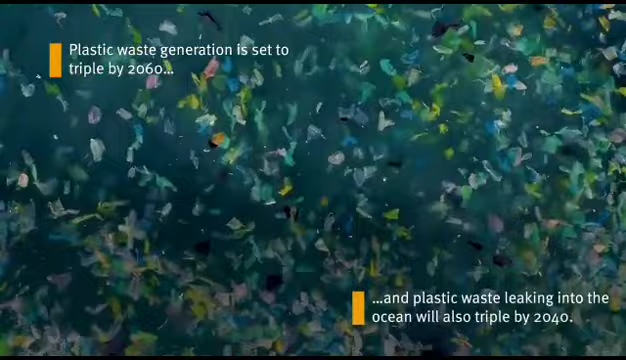 Plastic waste generation is set to
triple by 2060...
...and plastic waste leaking into the
ocean will also triple by 2040.